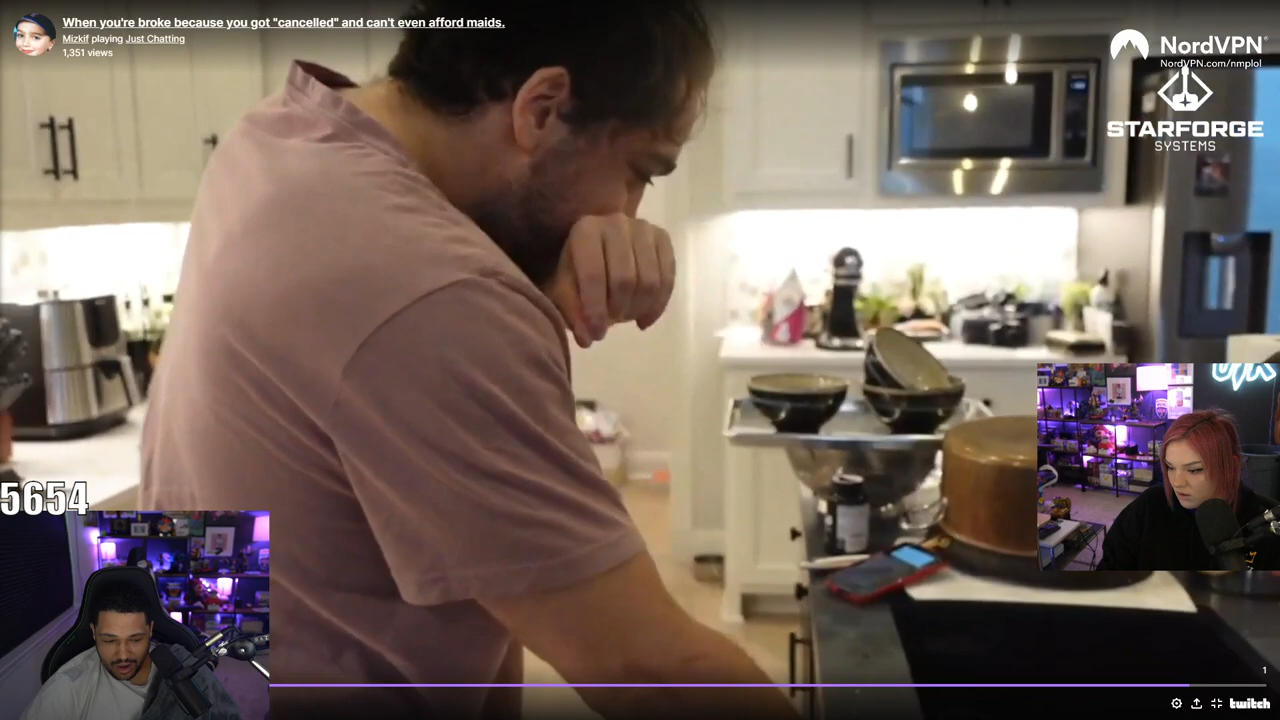 When you're broke because you got "cancelled" and can't even afford maids.
Mizkif playing Just Chatting
1,351 views
NordVPN®
NordVPN.com/nmplol
STARFORGE
SYSTEMS
5654
1
twitch